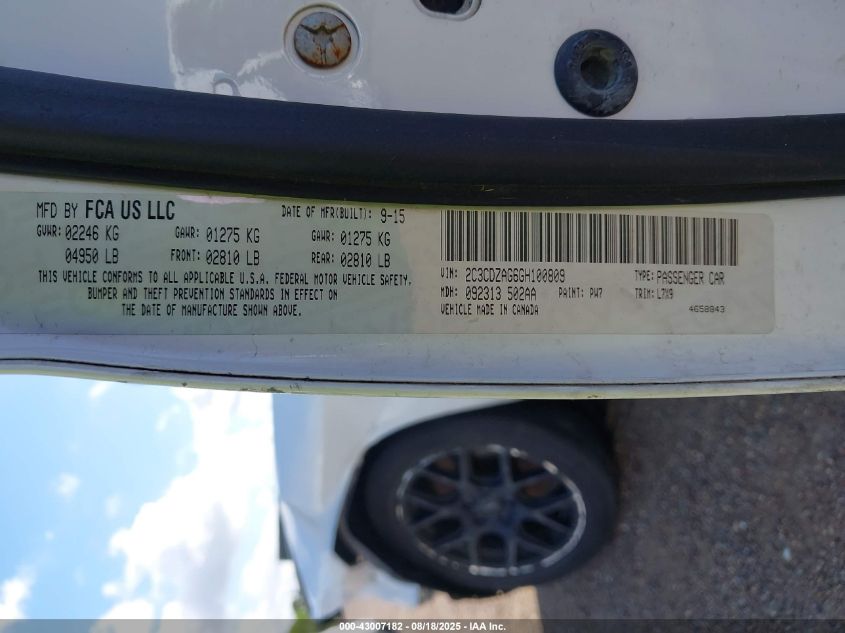 MFD BY FCA US LLC DATE OF MFR(BUILT): 9-15
GVWR: 02246 KG GAWR: 01275 KG GAWR: 01275 KG
04950 LB FRONT: 02810 LB REAR: 02810 LB
THIS VEHICLE CONFORMS TO ALL APPLICABLE U.S.A. FEDERAL MOTOR VEHICLE SAFETY,
BUMPER AND THEFT PREVENTION STANDARDS IN EFFECT ON
THE DATE OF MANUFACTURE SHOWN ABOVE.
VIN: 2C3CDZAG6GH100809 TYPE: PASSENGER CAR
MDH: 092313 502AA PAINT: PW7 TRIM: L7X9
VEHICLE MADE IN CANADA 4658843
000-43007182 - 08/18/2025 - IAA Inc.